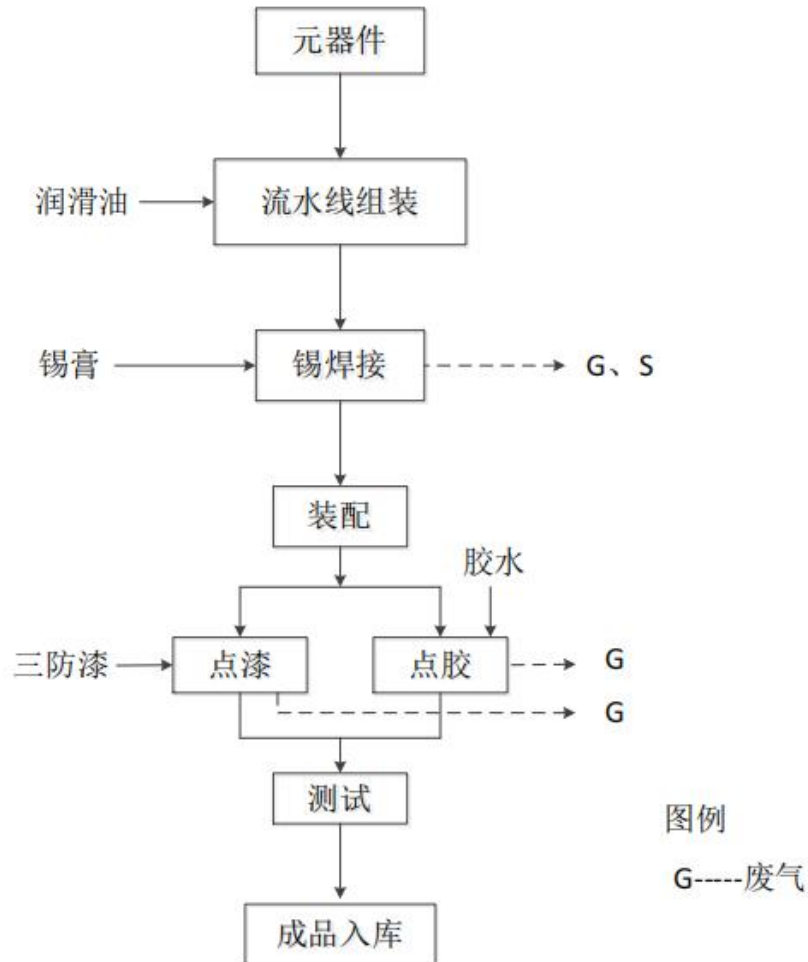 元器件
润滑油
流水线组装
锡膏
锡焊接
G、S
装配
胶水
三防漆
点漆
点胶
G
G
测试
图例
G-----废气
成品入库